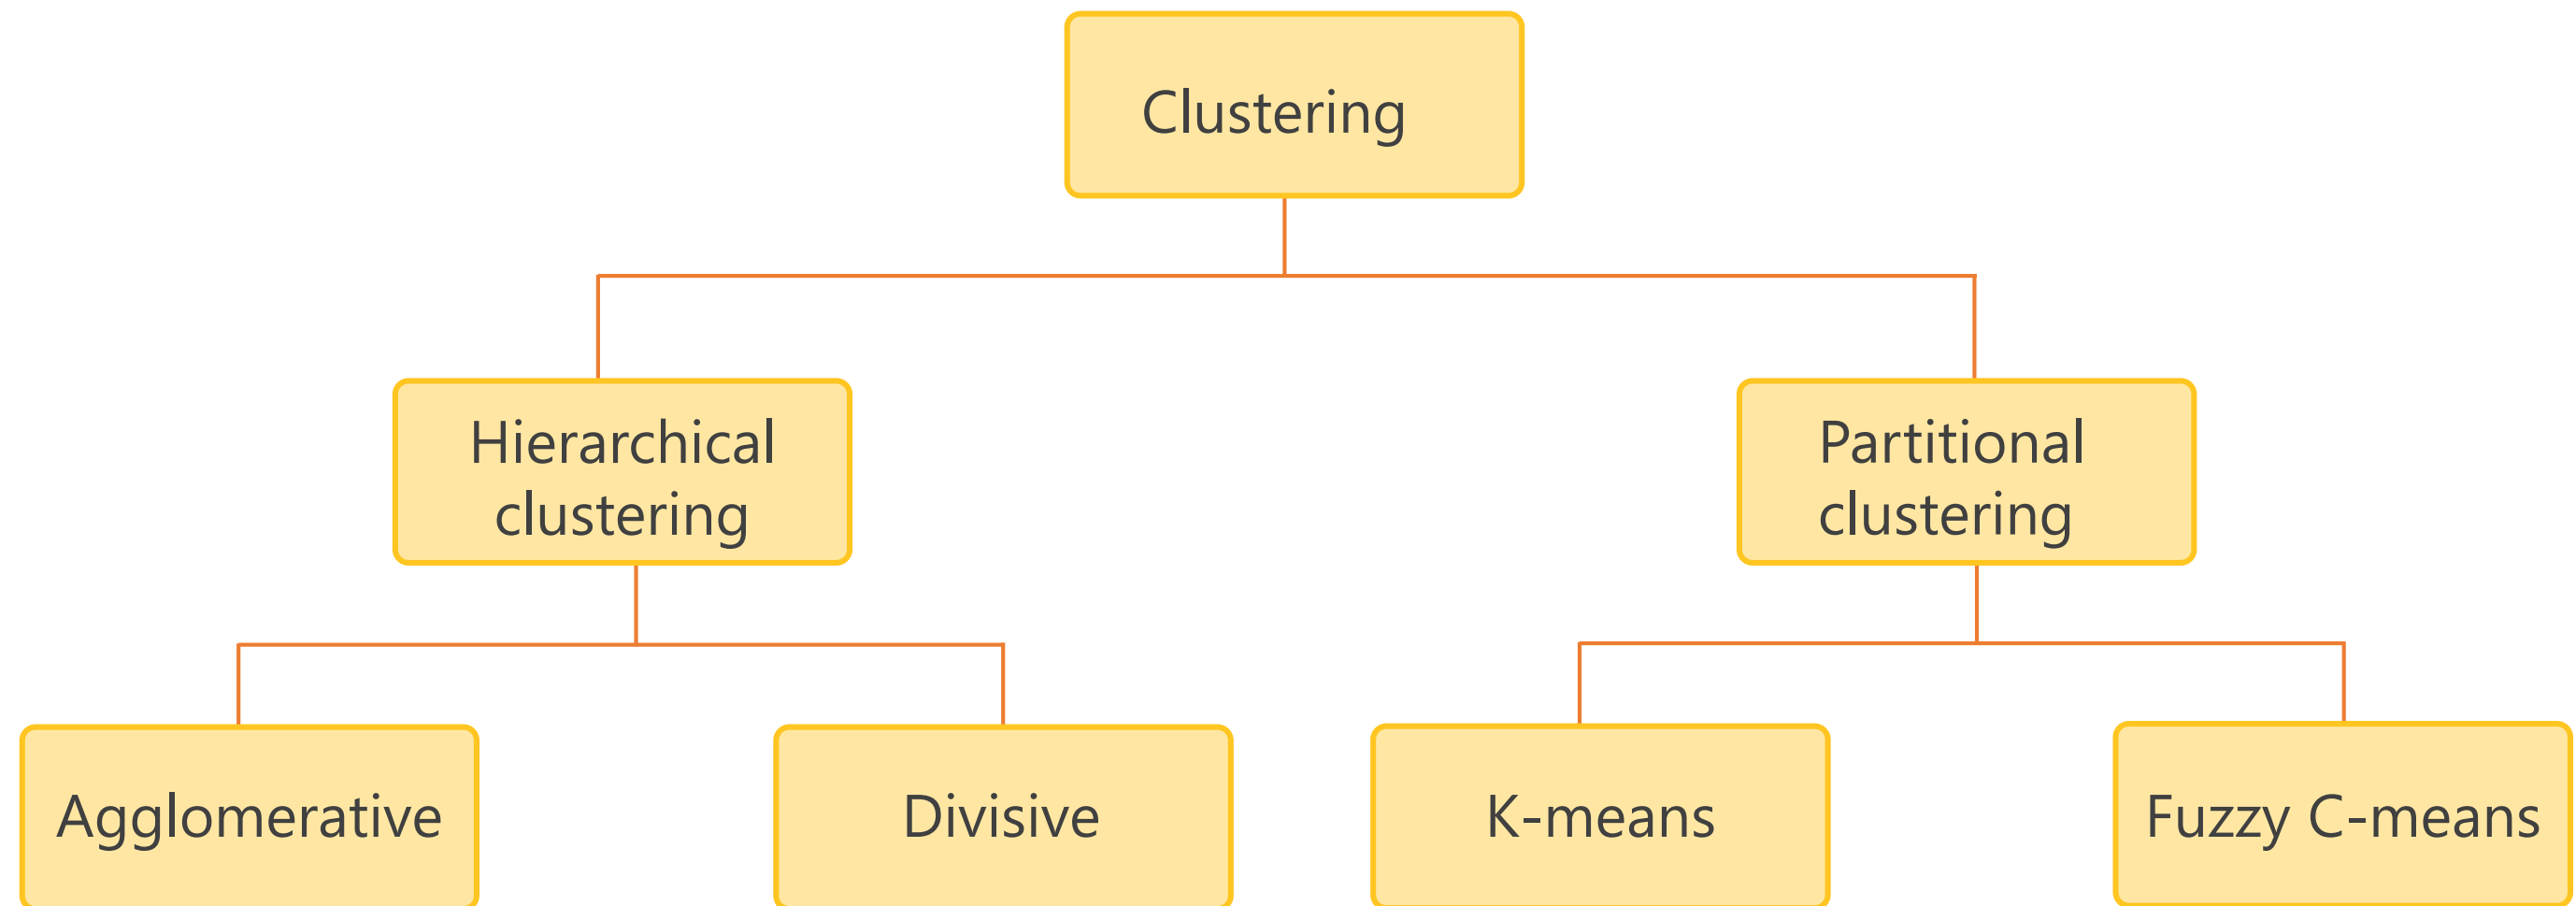 Clustering
Hierarchical
clustering
Partitional
clustering
Agglomerative
Divisive
K-means
Fuzzy C-means